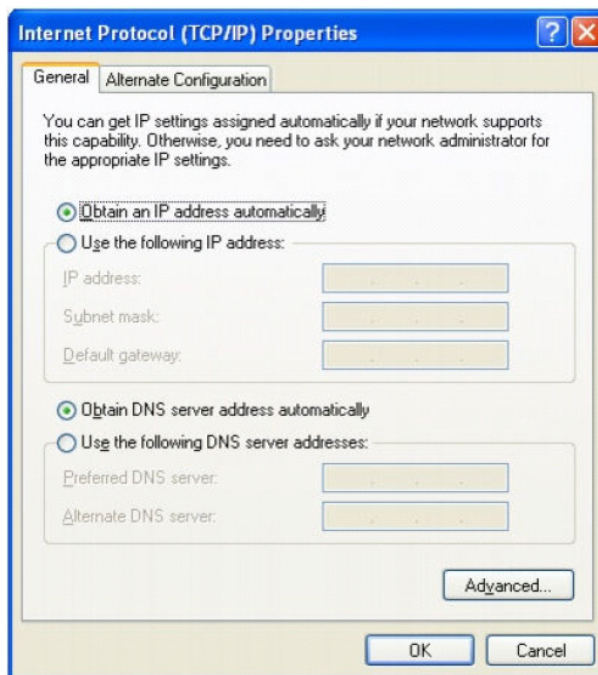 Internet Protocol (TCP/IP) Properties
General
Alternate Configuration
You can get IP settings assigned automatically if your network supports
this capability. Otherwise, you need to ask your network administrator for
the appropriate IP settings.
Obtain an IP address automatically
Use the following IP address:
IP address:
Subnet mask:
Default gateway:
Obtain DNS server address automatically
Use the following DNS server addresses:
Preferred DNS server:
Alternate DNS server:
Advanced...
OK
Cancel